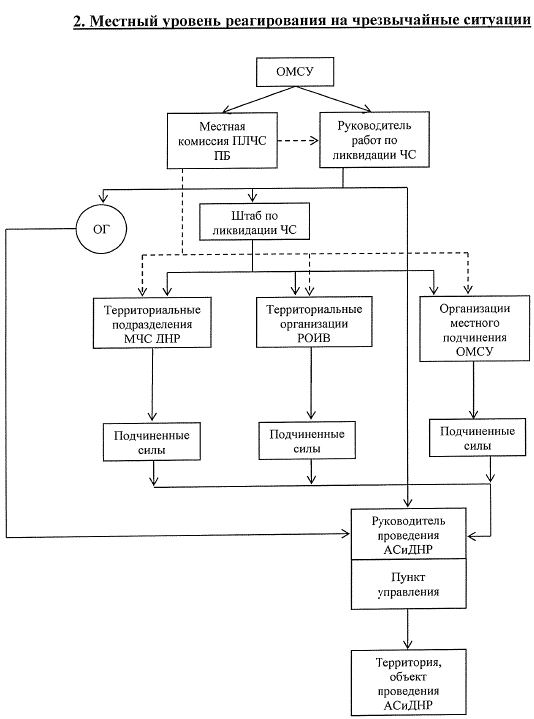 2. Местный уровень реагирования на чрезвычайные ситуации
ОМСУ
Местная
комиссия ПЛЧС
ПБ
Руководитель
работ по
ликвидации ЧС
ОГ
Штаб по
ликвидации ЧС
Территориальные
подразделения
МЧС ДНР
Территориальные
организации
РОИВ
Организации
местного
подчинения
ОМСУ
Подчиненные
силы
Подчиненные
силы
Подчиненные
силы
Руководитель
проведения
АСиДНР
Пункт
управления
Территория,
объект
проведения
АСиДНР